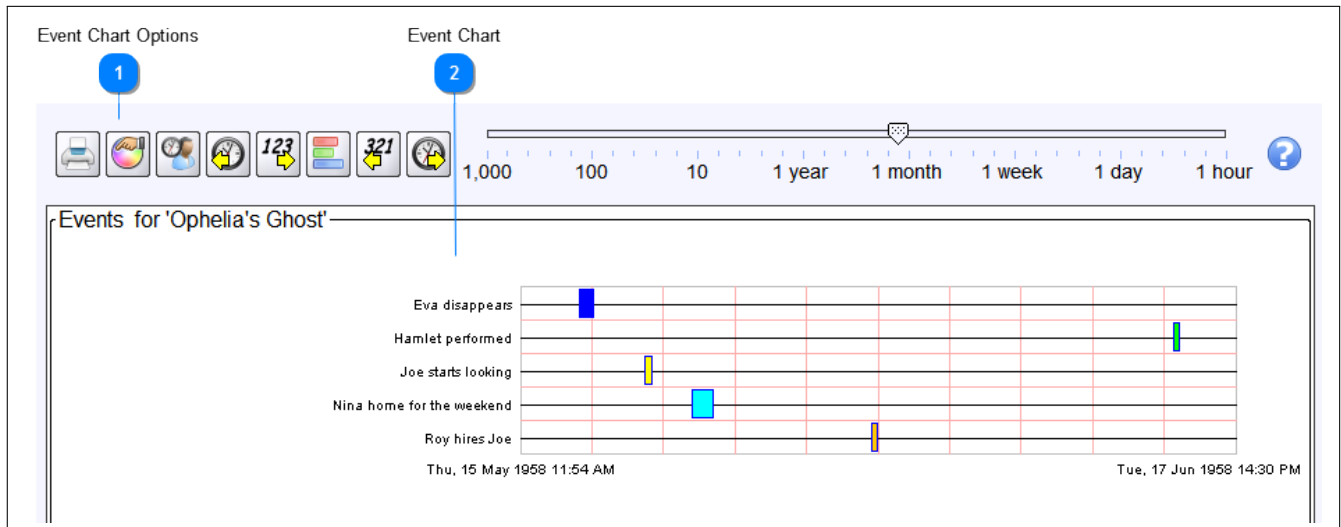 Event Chart Options Event Chart
1 2
123 321
1,000 100 10 1 year 1 month 1 week 1 day 1 hour ?
Events for 'Ophelia's Ghost'
Eva disappears
Hamlet performed
Joe starts looking
Nina home for the weekend
Roy hires Joe
Thu, 15 May 1958 11:54 AM Tue, 17 Jun 1958 14:30 PM